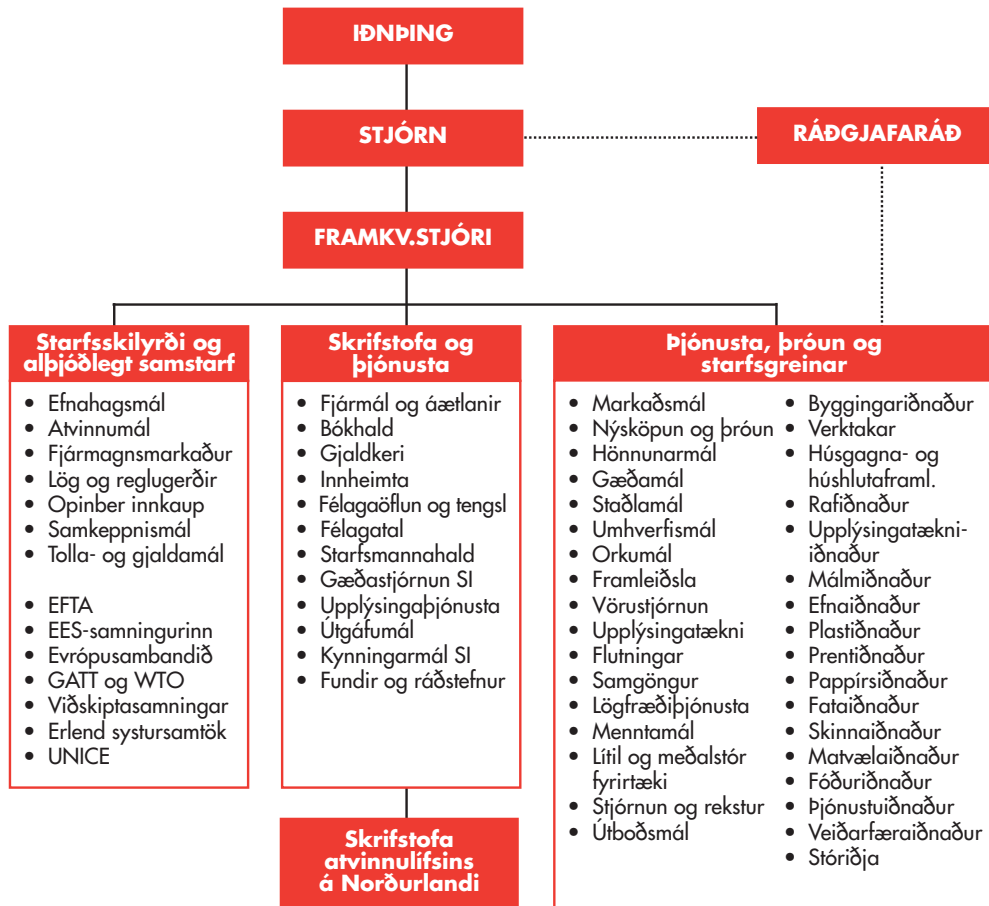 IÐNÞING
STJÓRN
RÁÐGJAFARÁÐ
FRAMKV.STJÓRI
Starfsskilyrði og
alþjóðlegt samstarf
• Efnahagsmál
• Atvinnumál
• Fjármagnsmarkaður
• Lög og reglugerðir
• Opinber innkaup
• Samkeppnismál
• Tolla- og gjaldamál
• EFTA
• EES-samningurinn
• Evrópusambandið
• GATT og WTO
• Viðskiptasamningar
• Erlend systursamtök
• UNICE
Skrifstofa og
þjónusta
• Fjármál og áætlanir
• Bókhald
• Gjaldkeri
• Innheimta
• Félagaöflun og tengsl
• Félagatal
• Starfsmannahald
• Gæðastjórnun SI
• Upplýsingaþjónusta
• Útgáfumál
• Kynningarmál SI
• Fundir og ráðstefnur
Skrifstofa
atvinnulífsins
á Norðurlandi
Þjónusta, þróun og
starfsgreinar
• Markaðsmál
• Nýsköpun og þróun
• Hönnunarmál
• Gæðamál
• Staðlamál
• Umhverfismál
• Orkumál
• Framleiðsla
• Vörustjórnun
• Upplýsingatækni
• Flutningar
• Samgöngur
• Lögfræðiþjónusta
• Menntamál
• Lítil og meðalstór
fyrirtæki
• Stjórnun og rekstur
• Útboðsmál
• Byggingariðnaður
• Verktakar
• Húsgagna- og
húshlutaframl.
• Rafiðnaður
• Upplýsingatækni-
iðnaður
• Málmiðnaður
• Efnaiðnaður
• Plastiðnaður
• Prentiðnaður
• Pappírsiðnaður
• Fataiðnaður
• Skinnaiðnaður
• Matvælaiðnaður
• Fóðuriðnaður
• Þjónustuiðnaður
• Veiðarfæraiðnaður
• Stóriðja